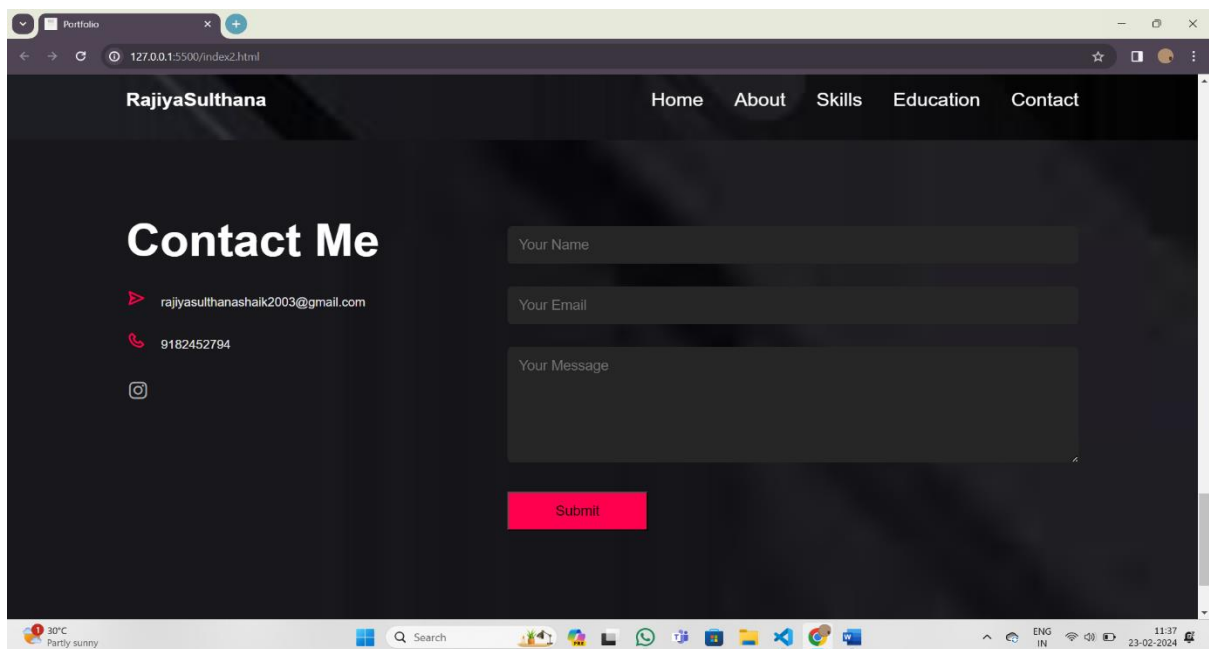 Portfolio
127.0.0.1:5500/index2.html
RajiyaSulthana
Home About Skills Education Contact
Contact Me
rajiyasulthanashaik2003@gmail.com
9182452794
Your Name
Your Email
Your Message
Submit
1
30°C
Partly sunny
Search
PRE
ENG
IN
11:37
23-02-2024